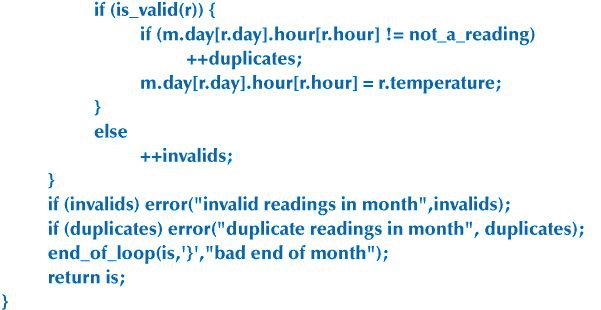 if (is_valid(r)) {
if (m.day[r.day].hour[r.hour] != not_a_reading)
++duplicates;
m.day[r.day].hour[r.hour] = r.temperature;
}
else
++invalids;
}
if (invalids) error("invalid readings in month",invalids);
if (duplicates) error("duplicate readings in month", duplicates);
end_of_loop(is,'}',"bad end of month");
return is;
}